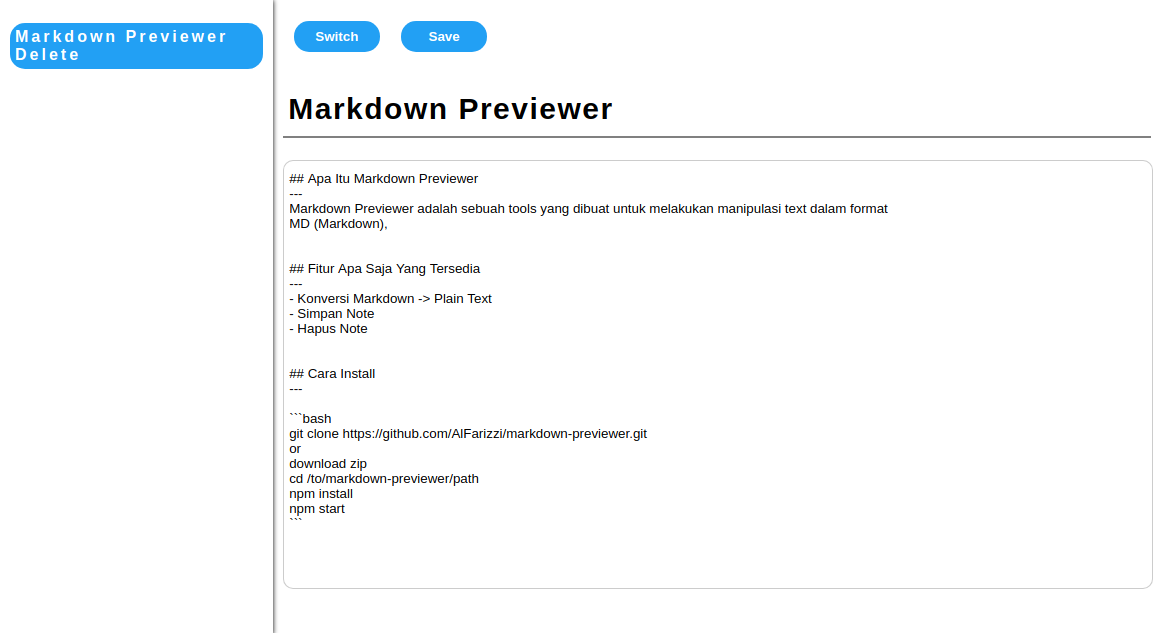 Markdown Previewer
Delete
Switch
Save
Markdown Previewer
## Apa Itu Markdown Previewer
---
Markdown Previewer adalah sebuah tools yang dibuat untuk melakukan manipulasi text dalam format
MD (Markdown),
## Fitur Apa Saja Yang Tersedia
---
- Konversi Markdown -> Plain Text
- Simpan Note
- Hapus Note
## Cara Install
---
```bash
git clone https://github.com/AlFarizzi/markdown-previewer.git
or
download zip
cd /to/markdown-previewer/path
npm install
npm start
```